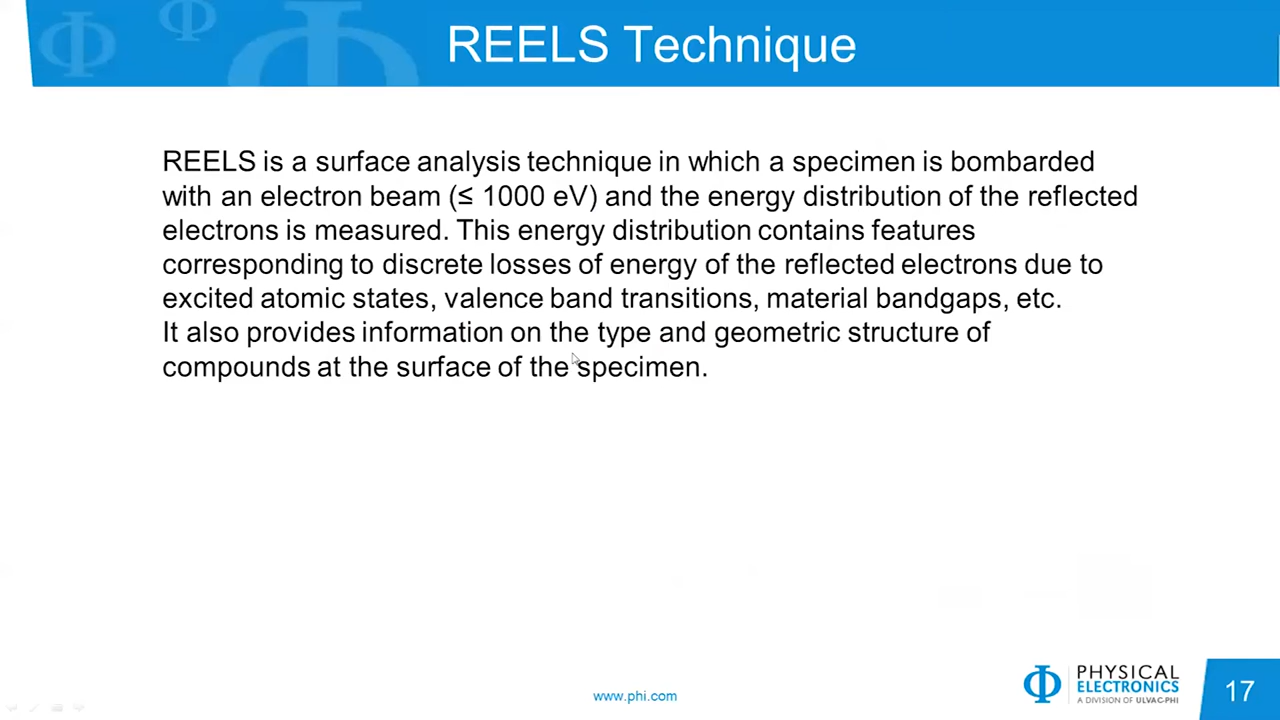 REELS Technique
REELS is a surface analysis technique in which a specimen is bombarded
with an electron beam (≤ 1000 eV) and the energy distribution of the reflected
electrons is measured. This energy distribution contains features
corresponding to discrete losses of energy of the reflected electrons due to
excited atomic states, valence band transitions, material bandgaps, etc.
It also provides information on the type and geometric structure of
compounds at the surface of the specimen.
www.phi.com
PHYSICAL
ELECTRONICS
A DIVISION OF ULVAC-PHI
17